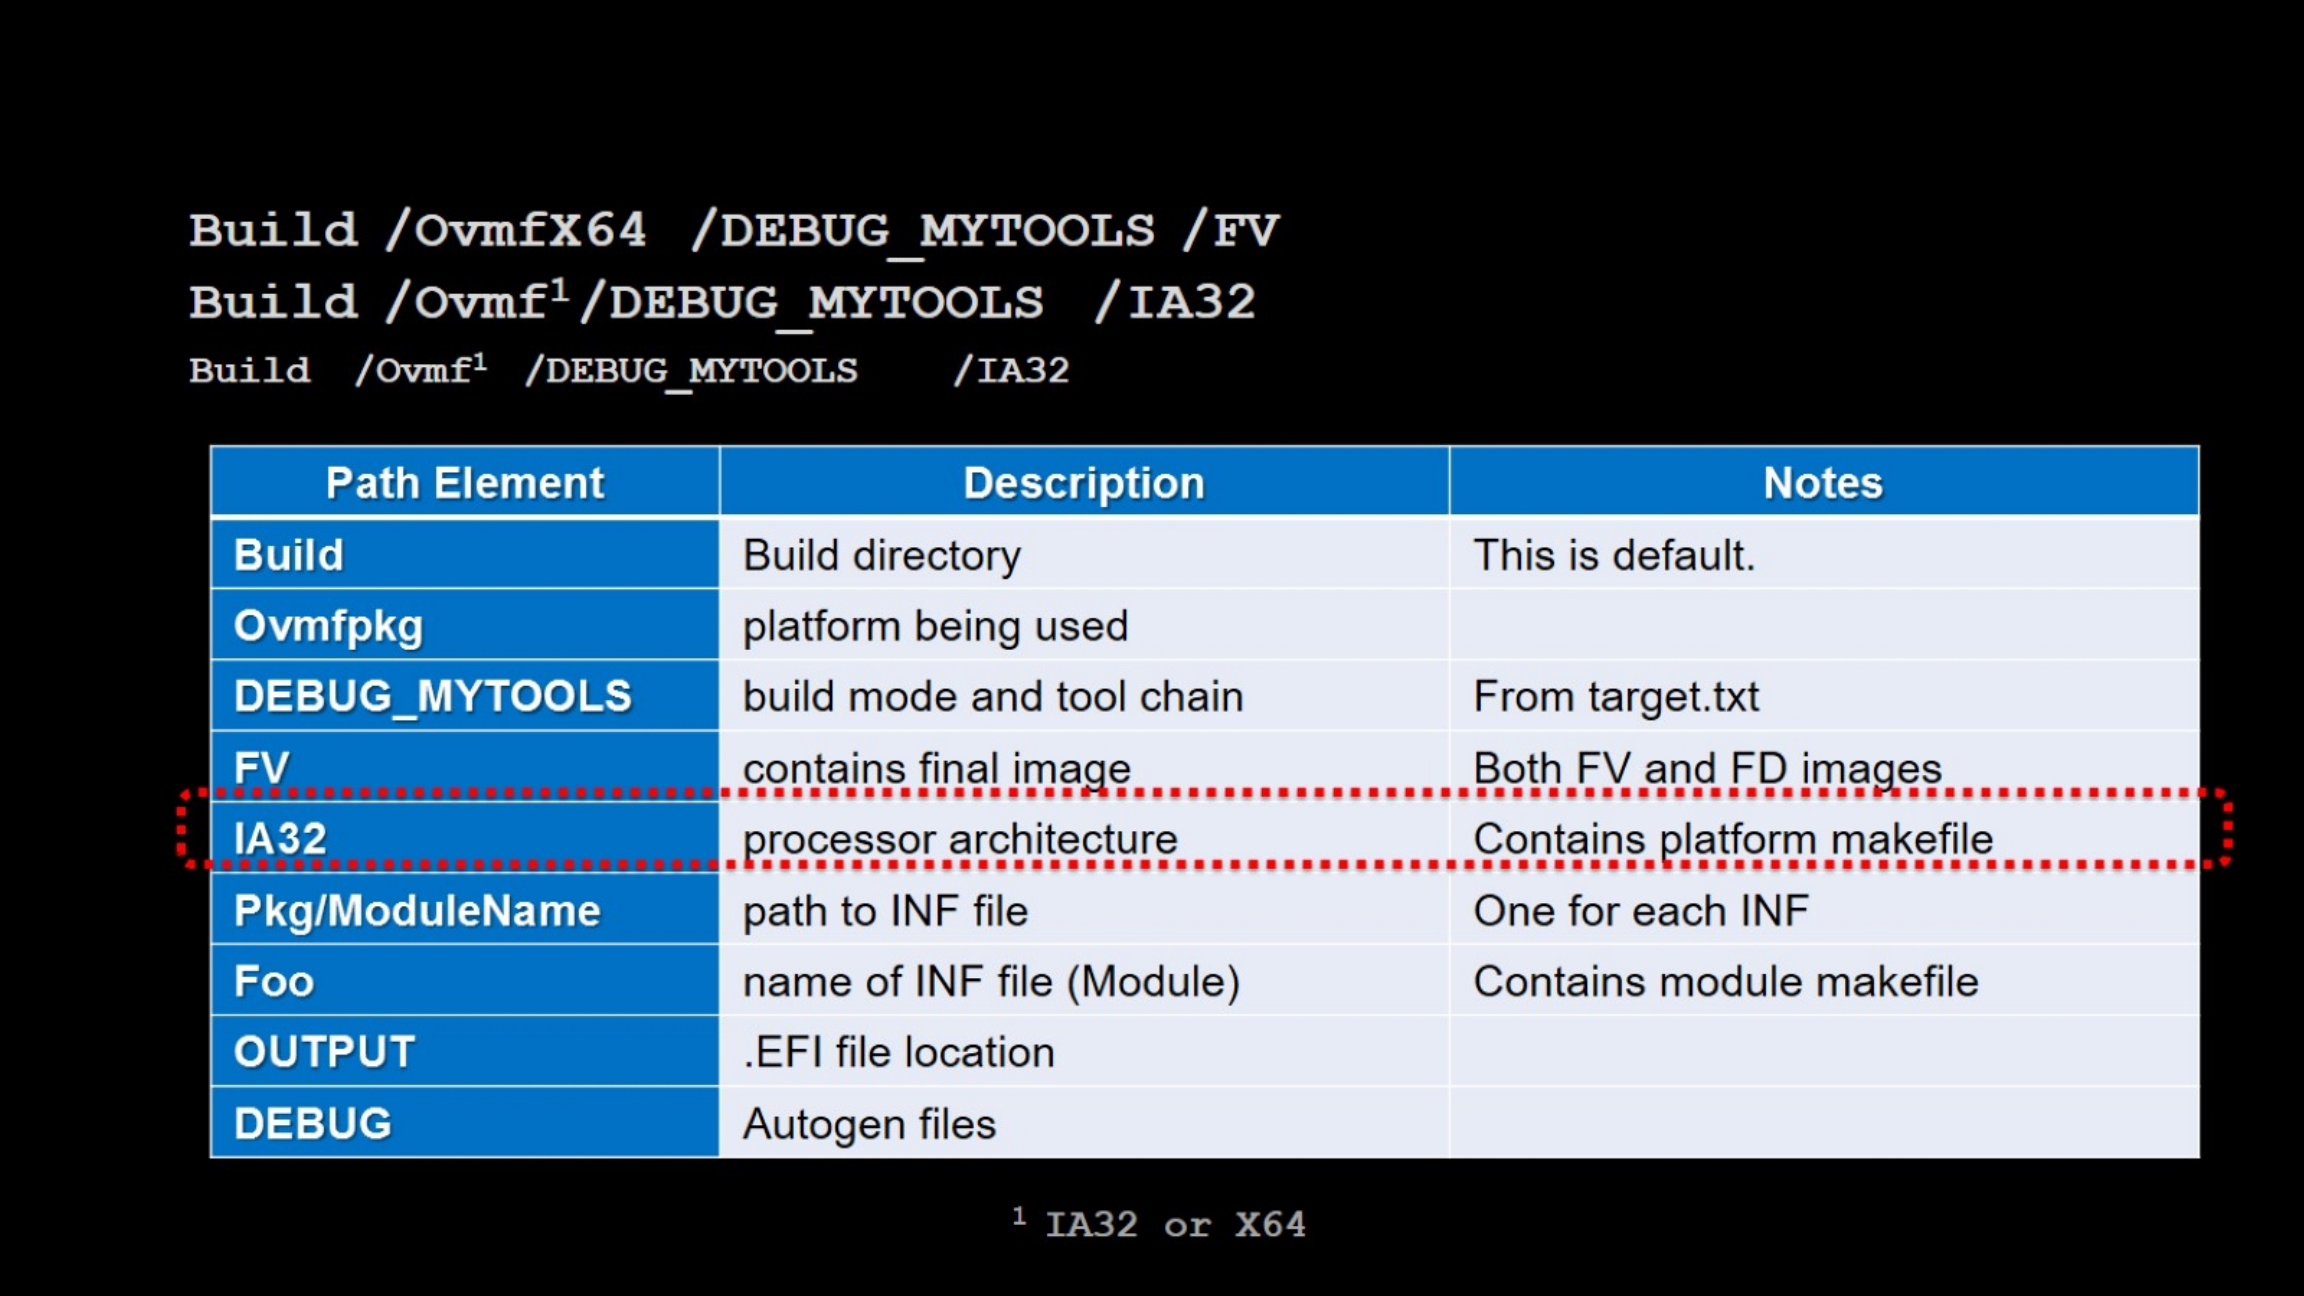 Build /OvmfX64 /DEBUG_MYTOOLS /FV
Build /Ovmf¹ /DEBUG_MYTOOLS /IA32
Build /Ovmf¹ /DEBUG_MYTOOLS /IA32
Path Element Description Notes
Build Build directory This is default.
Ovmfpkg platform being used
DEBUG_MYTOOLS build mode and tool chain From target.txt
FV contains final image Both FV and FD images
IA32 processor architecture Contains platform makefile
Pkg/ModuleName path to INF file One for each INF
Foo name of INF file (Module) Contains module makefile
OUTPUT .EFI file location
DEBUG Autogen files
¹ IA32 or X64